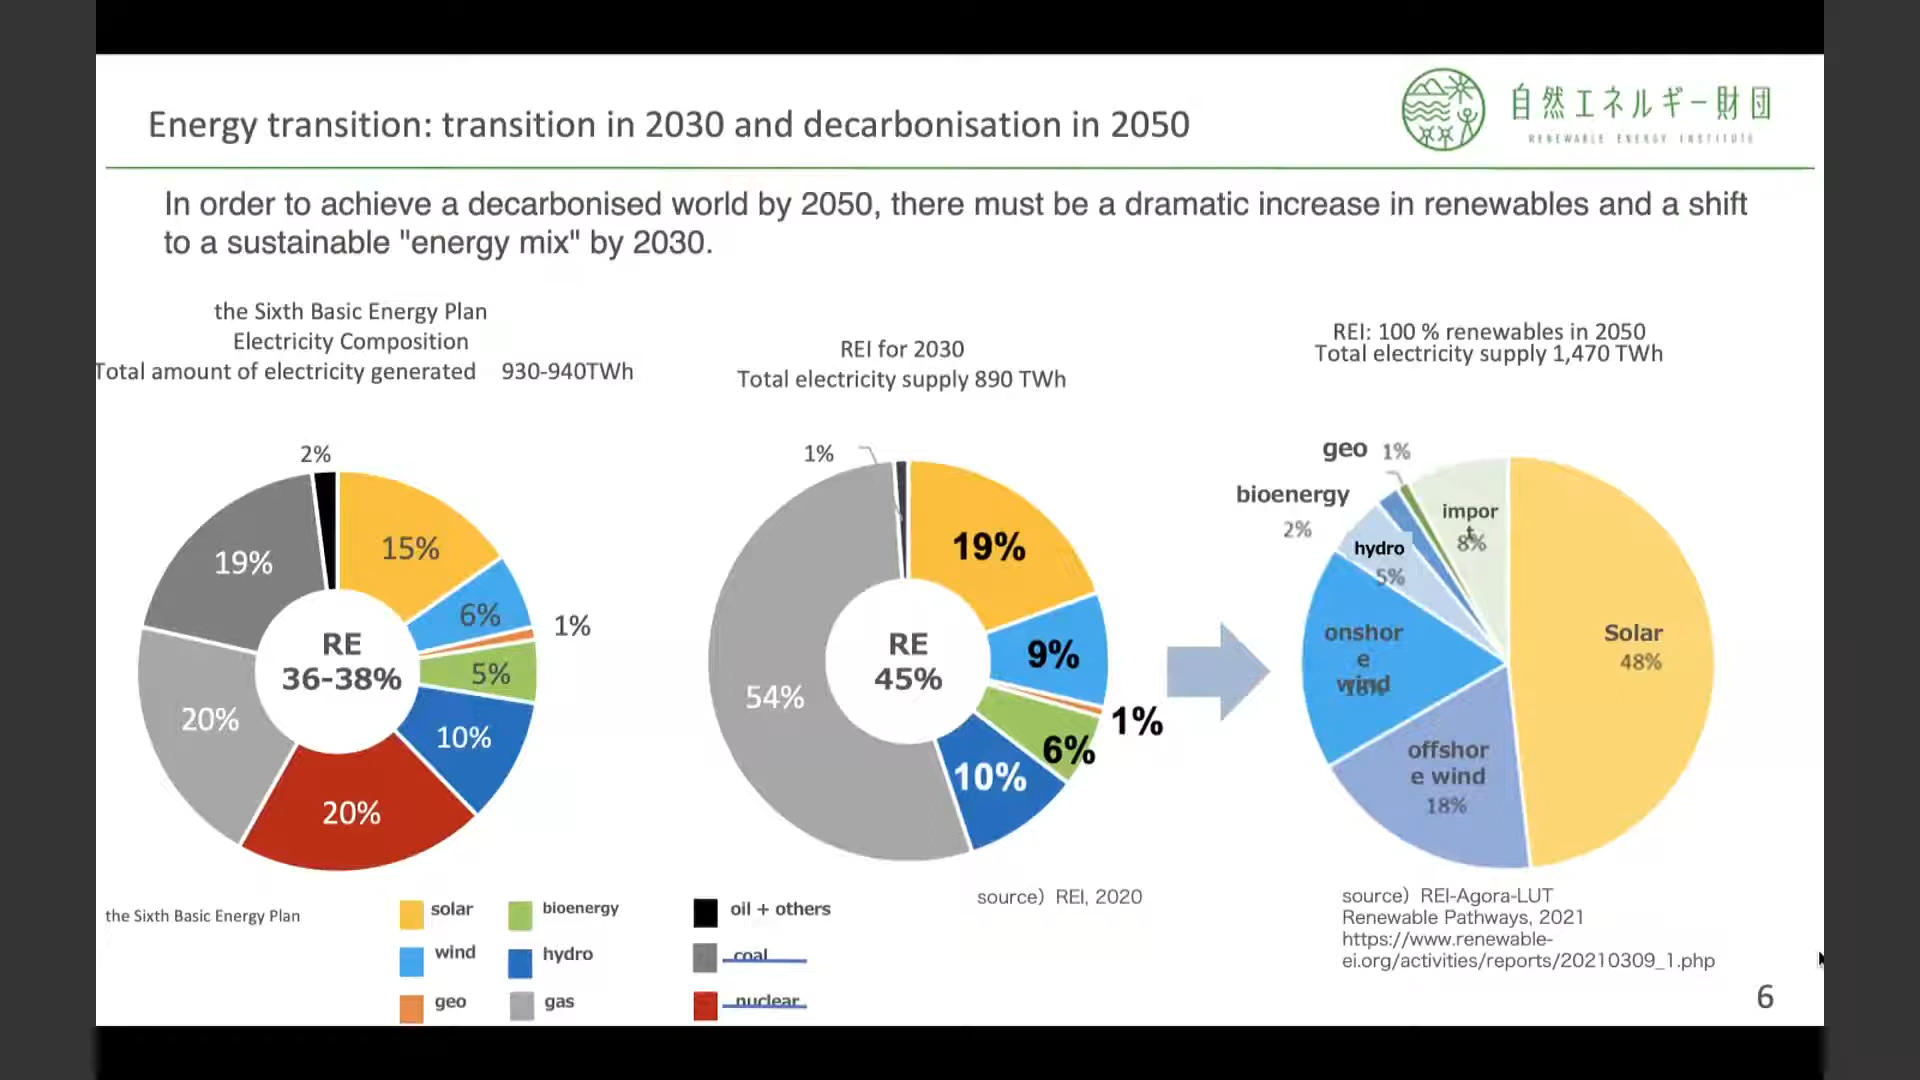 Energy transition: transition in 2030 and decarbonisation in 2050
自然エネルギー財団
RENEWABLE ENERGY INSTITUTE
In order to achieve a decarbonised world by 2050, there must be a dramatic increase in renewables and a shift
to a sustainable "energy mix" by 2030.
the Sixth Basic Energy Plan
Electricity Composition
Total amount of electricity generated 930-940TWh
2%
15%
6%
1%
5%
10%
20%
20%
19%
RE
36-38%
the Sixth Basic Energy Plan
REI for 2030
Total electricity supply 890 TWh
1%
19%
9%
1%
6%
10%
54%
RE
45%
source）REI, 2020
solar
bioenergy
oil + others
wind
hydro
coal
geo
gas
nuclear
REI: 100 % renewables in 2050
Total electricity supply 1,470 TWh
geo 1%
bioenergy
2%
impor
t
8%
hydro
5%
onshor
e
wind
Solar
48%
offshor
e wind
18%
source）REI-Agora-LUT
Renewable Pathways, 2021
https://www.renewable-
ei.org/activities/reports/20210309_1.php
6